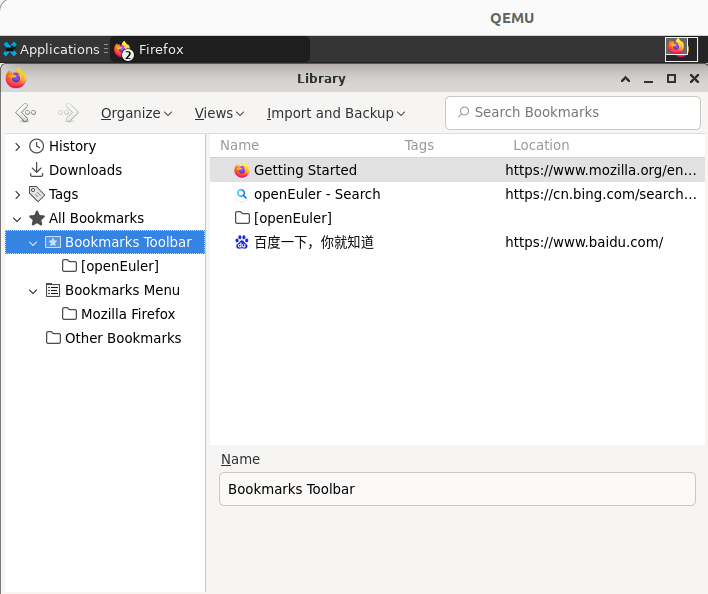 QEMU
Applications
2 Firefox
Library
Organize Views Import and Backup Search Bookmarks
History
Downloads
Tags
All Bookmarks
Bookmarks Toolbar
[openEuler]
Bookmarks Menu
Mozilla Firefox
Other Bookmarks
Name Tags Location
Getting Started https://www.mozilla.org/en...
openEuler - Search https://cn.bing.com/search...
[openEuler]
百度一下，你就知道 https://www.baidu.com/
Name
Bookmarks Toolbar